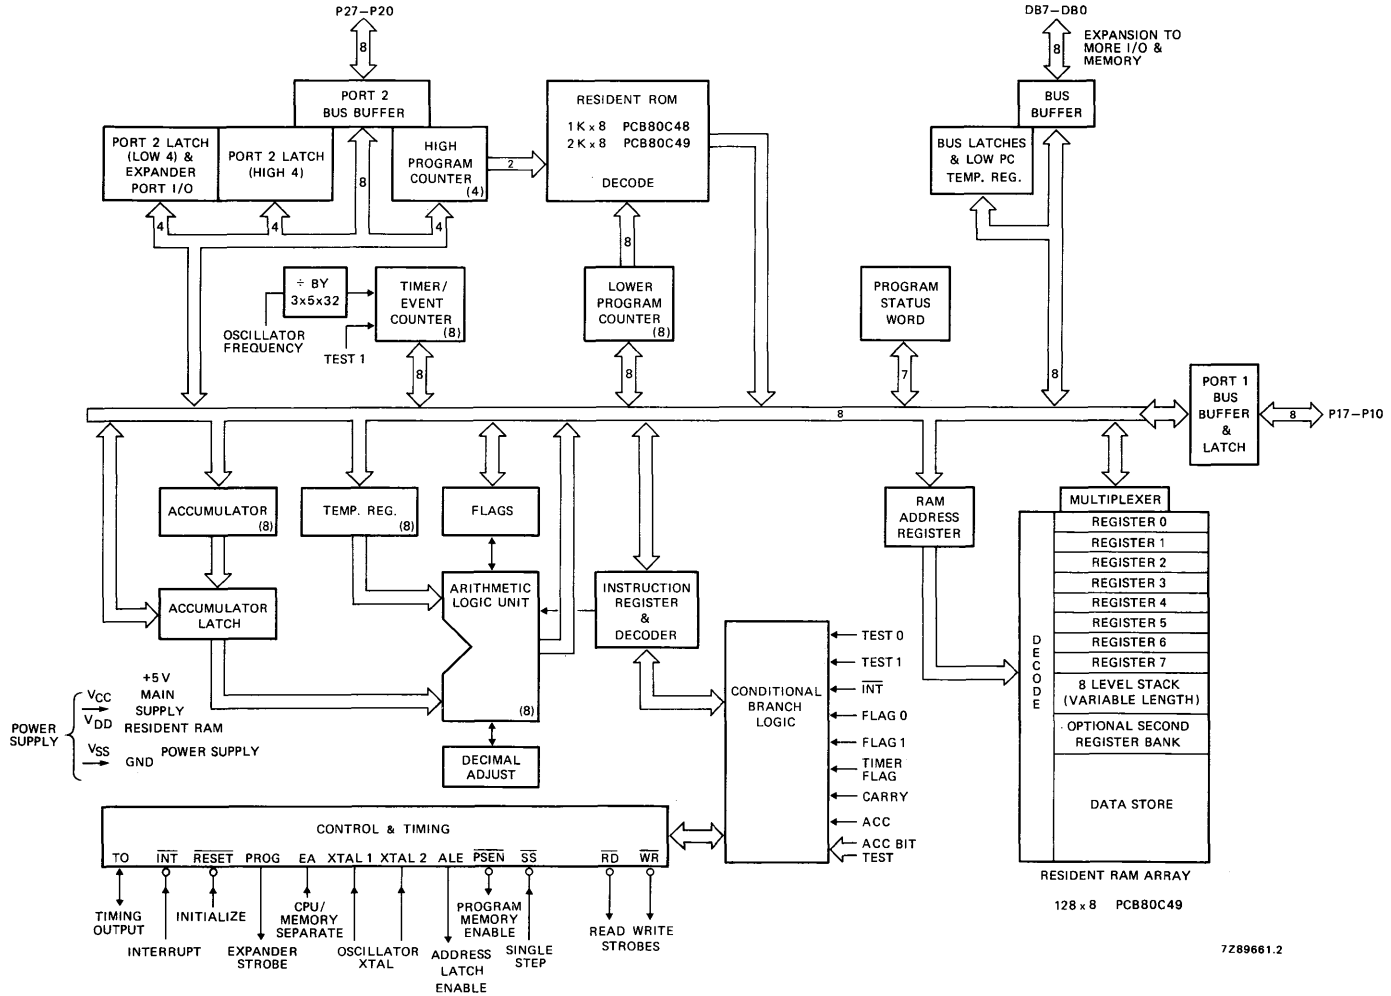 P27–P20
DB7–DB0
8
8
EXPANSION TO
MORE I/O &
MEMORY
PORT 2
BUS BUFFER
RESIDENT ROM
1K x 8 PCB80C48
2K x 8 PCB80C49
DECODE
BUS
BUFFER
PORT 2 LATCH
(LOW 4) &
EXPANDER
PORT I/O
PORT 2 LATCH
(HIGH 4)
8
HIGH
PROGRAM
COUNTER
(4)
2
BUS LATCHES
& LOW PC
TEMP. REG.
4
4
4
8
÷ BY
3x5x32
TIMER/
EVENT
COUNTER
(8)
LOWER
PROGRAM
COUNTER
(8)
PROGRAM
STATUS
WORD
OSCILLATOR
FREQUENCY
TEST 1
8
8
7
8
PORT 1
BUS
BUFFER
&
LATCH
8
P17–P10
8
ACCUMULATOR
(8)
TEMP. REG.
(8)
FLAGS
RAM
ADDRESS
REGISTER
MULTIPLEXER
DECODE
REGISTER 0
REGISTER 1
REGISTER 2
REGISTER 3
REGISTER 4
REGISTER 5
REGISTER 6
REGISTER 7
8 LEVEL STACK
(VARIABLE LENGTH)
OPTIONAL SECOND
REGISTER BANK
DATA STORE
RESIDENT RAM ARRAY
128 x 8 PCB80C49
ACCUMULATOR
LATCH
ARITHMETIC
LOGIC UNIT
(8)
INSTRUCTION
REGISTER
&
DECODER
CONDITIONAL
BRANCH
LOGIC
TEST 0
TEST 1
I̅N̅T̅
FLAG 0
FLAG 1
TIMER
FLAG
CARRY
ACC
ACC BIT
TEST
POWER
SUPPLY
VCC
+5 V
MAIN
SUPPLY
VDD
RESIDENT RAM
VSS
POWER SUPPLY
GND
DECIMAL
ADJUST
CONTROL & TIMING
TO I̅N̅T̅ R̅E̅S̅E̅T̅ PROG EA XTAL 1 XTAL 2 ALE P̅S̅E̅N̅ S̅S̅ R̅D̅ W̅R̅
TIMING
OUTPUT
INTERRUPT
INITIALIZE
EXPANDER
STROBE
CPU/
MEMORY
SEPARATE
OSCILLATOR
XTAL
ADDRESS
LATCH
ENABLE
PROGRAM
MEMORY
ENABLE
SINGLE
STEP
READ WRITE
STROBES
7Z89661.2